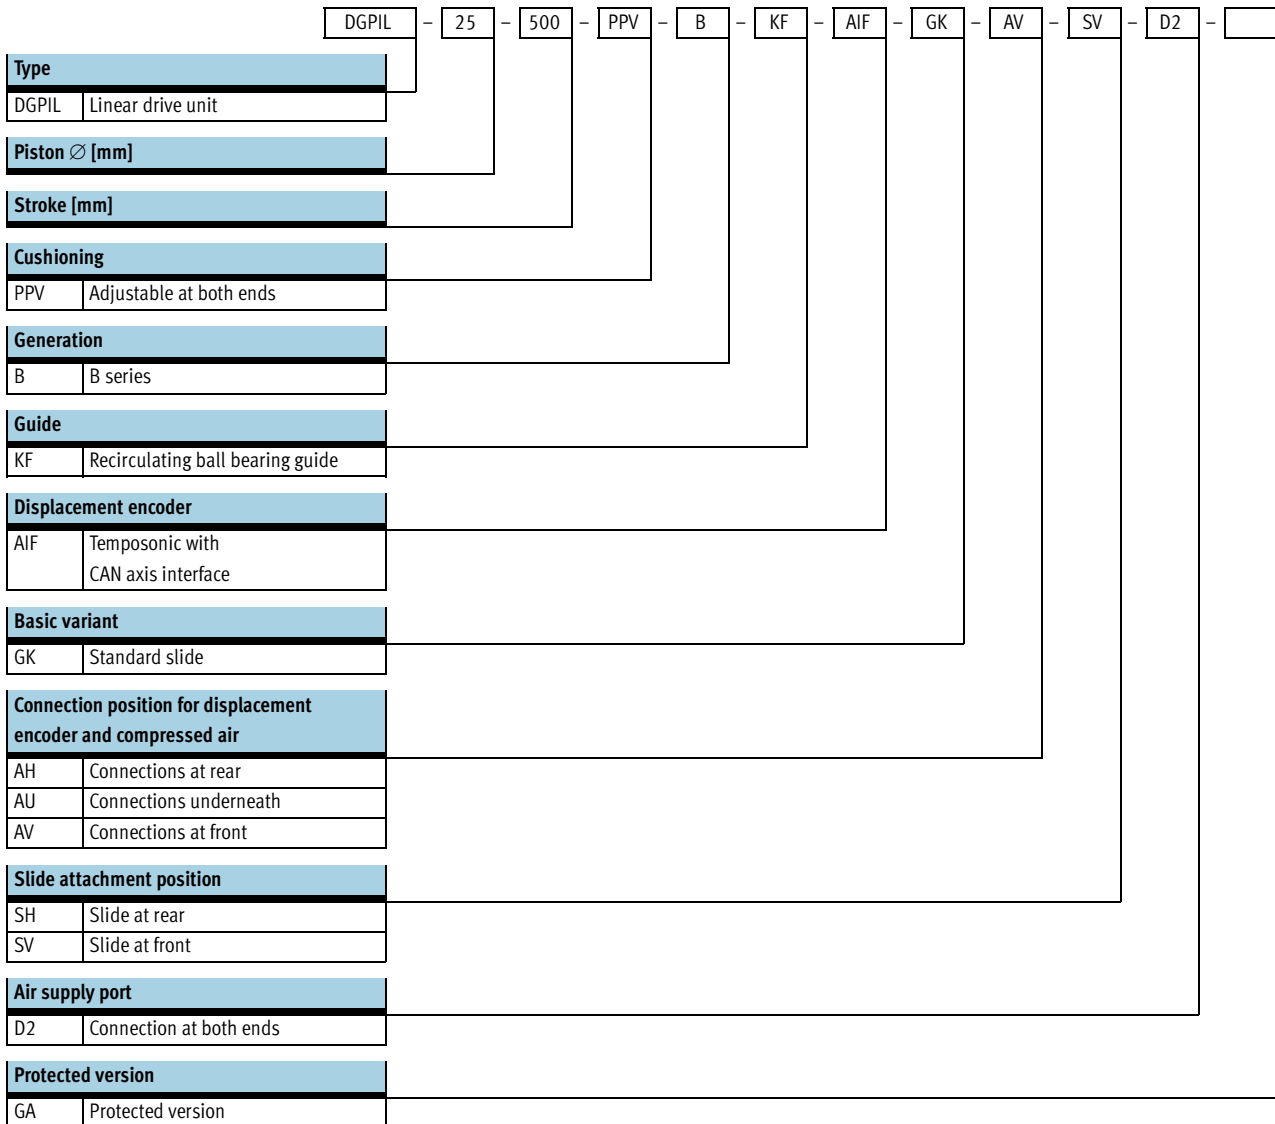 DGPIL – 25 – 500 – PPV – B – KF – AIF – GK – AV – SV – D2 –
Type
DGPIL Linear drive unit
Piston ∅ [mm]
Stroke [mm]
Cushioning
PPV Adjustable at both ends
Generation
B B series
Guide
KF Recirculating ball bearing guide
Displacement encoder
AIF Temposonic with
CAN axis interface
Basic variant
GK Standard slide
Connection position for displacement
encoder and compressed air
AH Connections at rear
AU Connections underneath
AV Connections at front
Slide attachment position
SH Slide at rear
SV Slide at front
Air supply port
D2 Connection at both ends
Protected version
GA Protected version